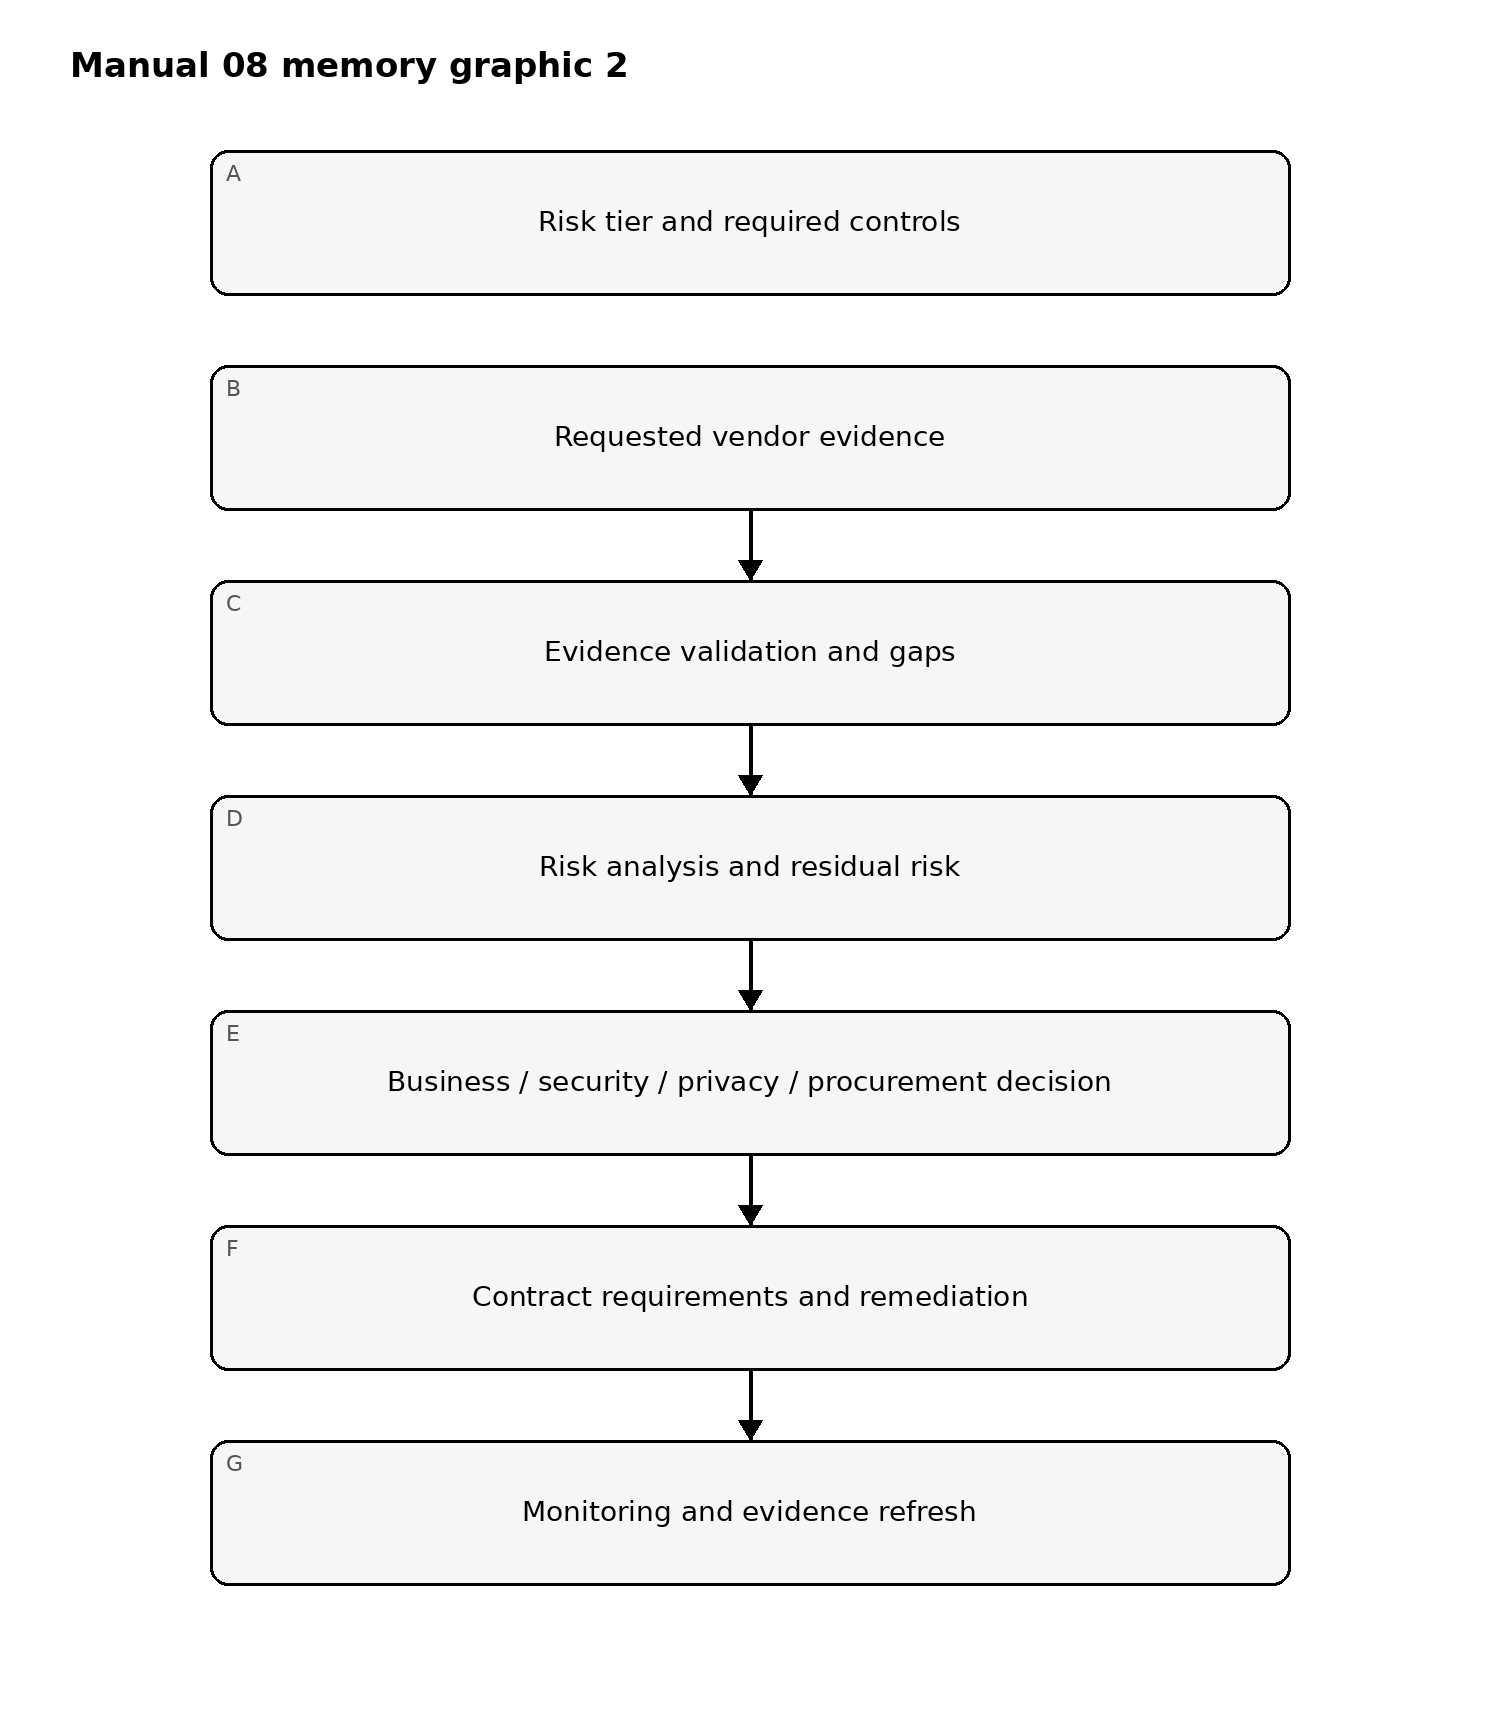 Manual 08 memory graphic 2
A
Risk tier and required controls
B
Requested vendor evidence
C
Evidence validation and gaps
D
Risk analysis and residual risk
E
Business / security / privacy / procurement decision
F
Contract requirements and remediation
G
Monitoring and evidence refresh